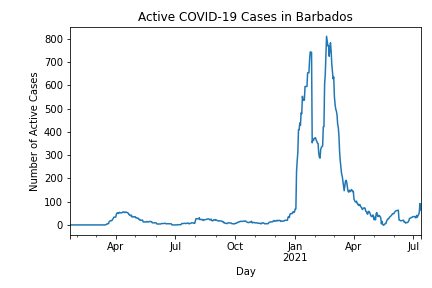 Active COVID-19 Cases in Barbados
Number of Active Cases
800
700
600
500
400
300
200
100
0
Apr Jul Oct Jan Apr Jul
2021
Day